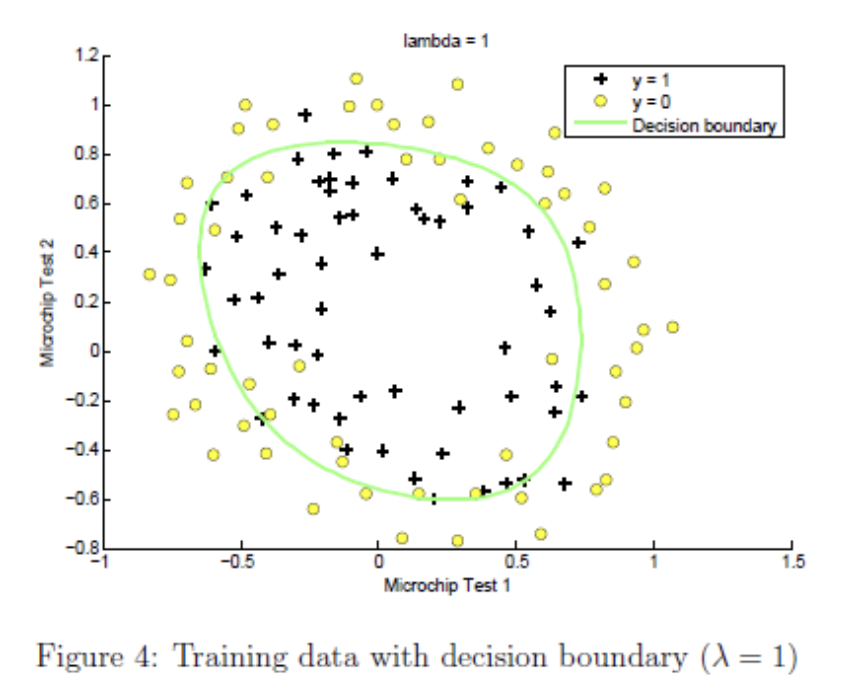 lambda = 1
1.2
1
0.8
0.6
0.4
0.2
0
−0.2
−0.4
−0.6
−0.8
Microchip Test 2
y = 1
y = 0
Decision boundary
−1
−0.5
0
0.5
1
1.5
Microchip Test 1
Figure 4: Training data with decision boundary (λ = 1)